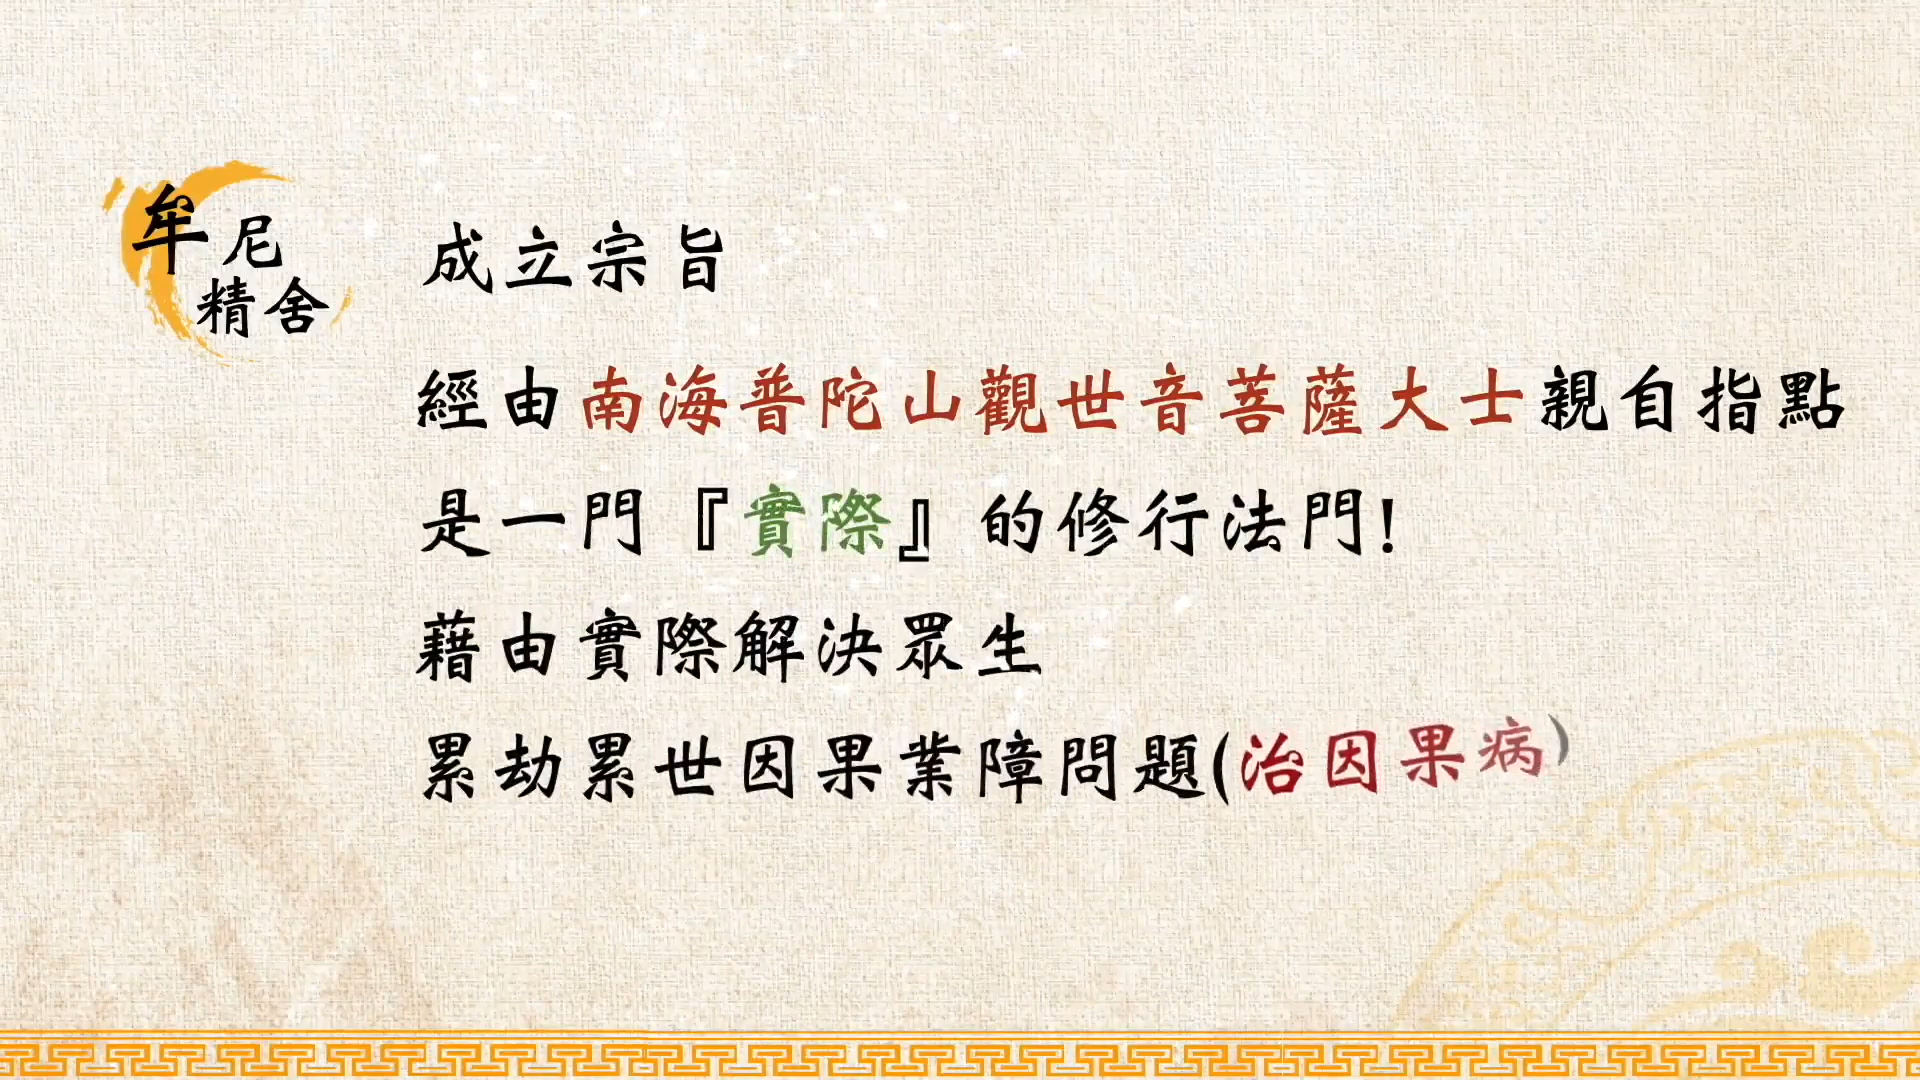 牟尼
精舍
成立宗旨
經由南海普陀山觀世音菩薩大士親自指點
是一門『實際』的修行法門!
藉由實際解決眾生
累劫累世因果業障問題(治因果病)